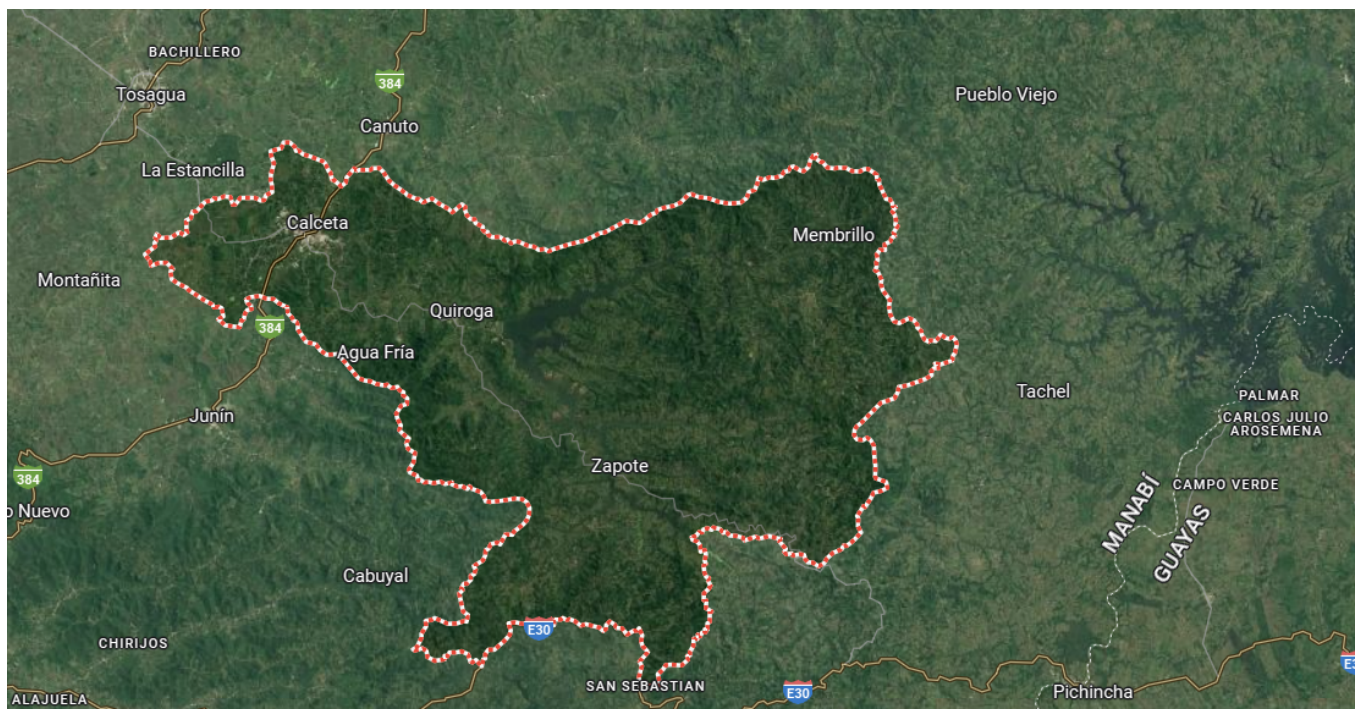 BACHILLERO
Tosagua
384
Pueblo Viejo
Canuto
La Estancilla
Calceta
Membrillo
Montañita
Quiroga
384
Agua Fría
Tachel
PALMAR
Junín
CARLOS JULIO
AROSEMENA
Zapote
384
CAMPO VERDE
o Nuevo
MANABÍ
GUAYAS
Cabuyal
E30
CHIRIJOS
E3
SAN SEBASTIAN
E30
Pichincha
ALAJUELA